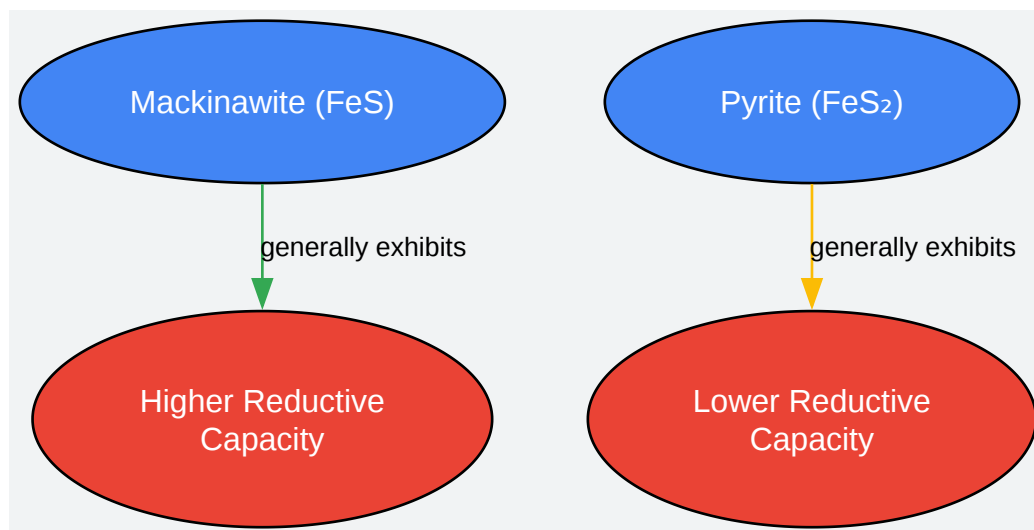 Mackinawite (FeS)
Pyrite (FeS₂)
generally exhibits
generally exhibits
Higher Reductive
Capacity
Lower Reductive
Capacity